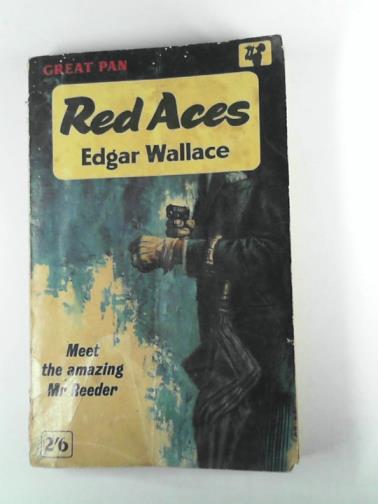 GREAT PAN
Red Aces
Edgar Wallace
Meet
the amazing
Mr Reeder
2/6